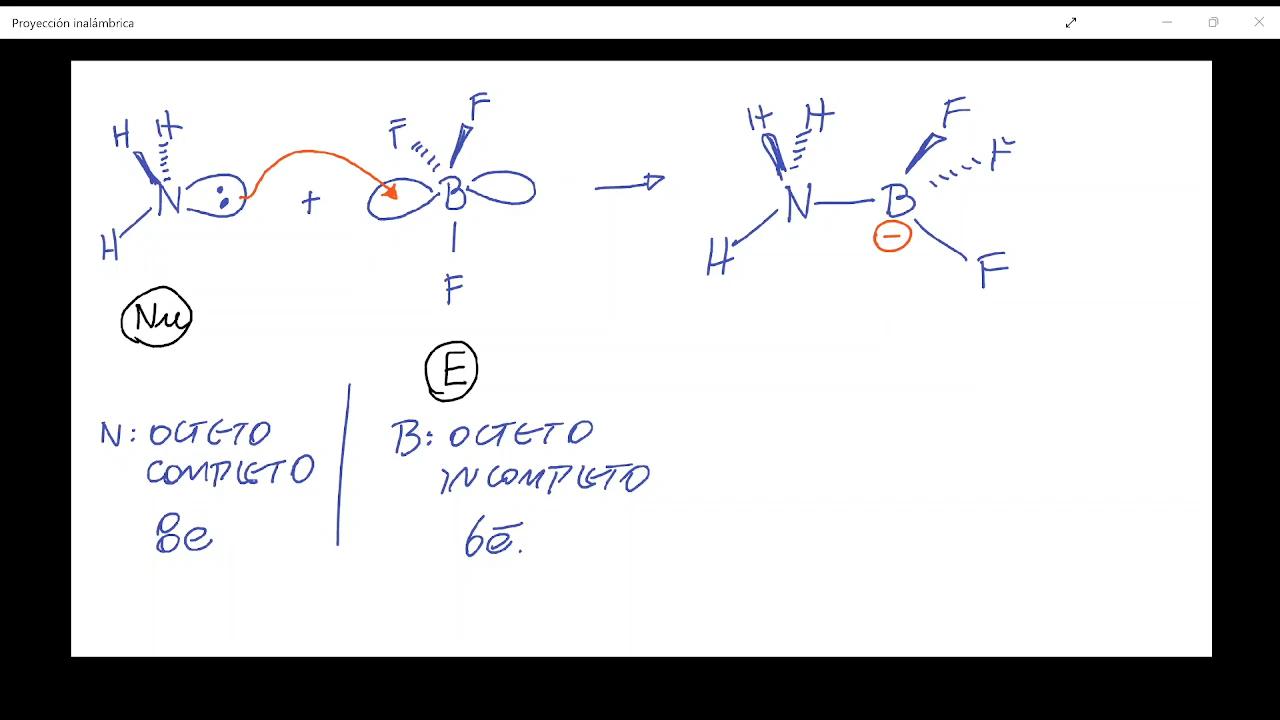 Proyección inalámbrica
H H F F H H F F
N : + B → N — B
H F H ⊖ F
Nu E
N: OCTETO COMPLETO 8e
B: OCTETO INCOMPLETO 6e̅.